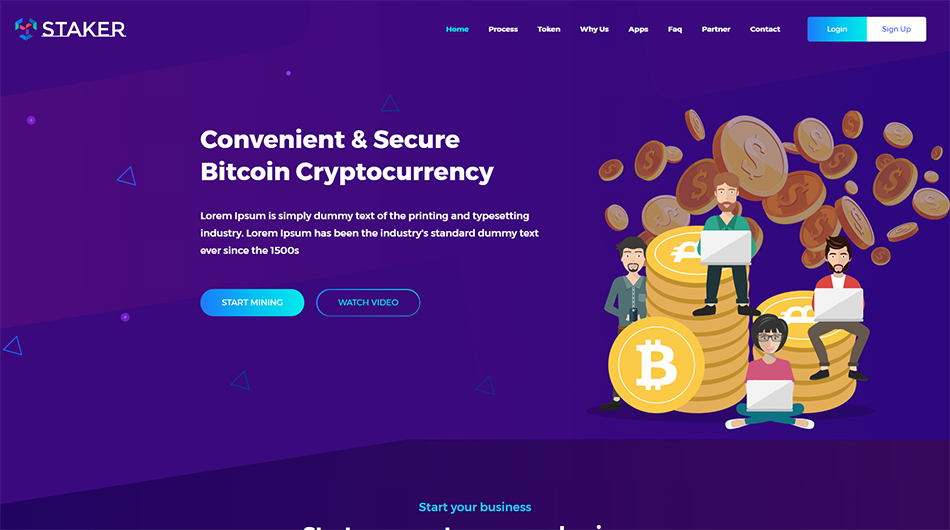 STAKER
Home Process Token Why Us Apps Faq Partner Contact Login Sign Up
Convenient & Secure
Bitcoin Cryptocurrency
Lorem Ipsum is simply dummy text of the printing and typesetting
industry. Lorem Ipsum has been the industry's standard dummy text
ever since the 1500s
START MINING WATCH VIDEO
Start your business